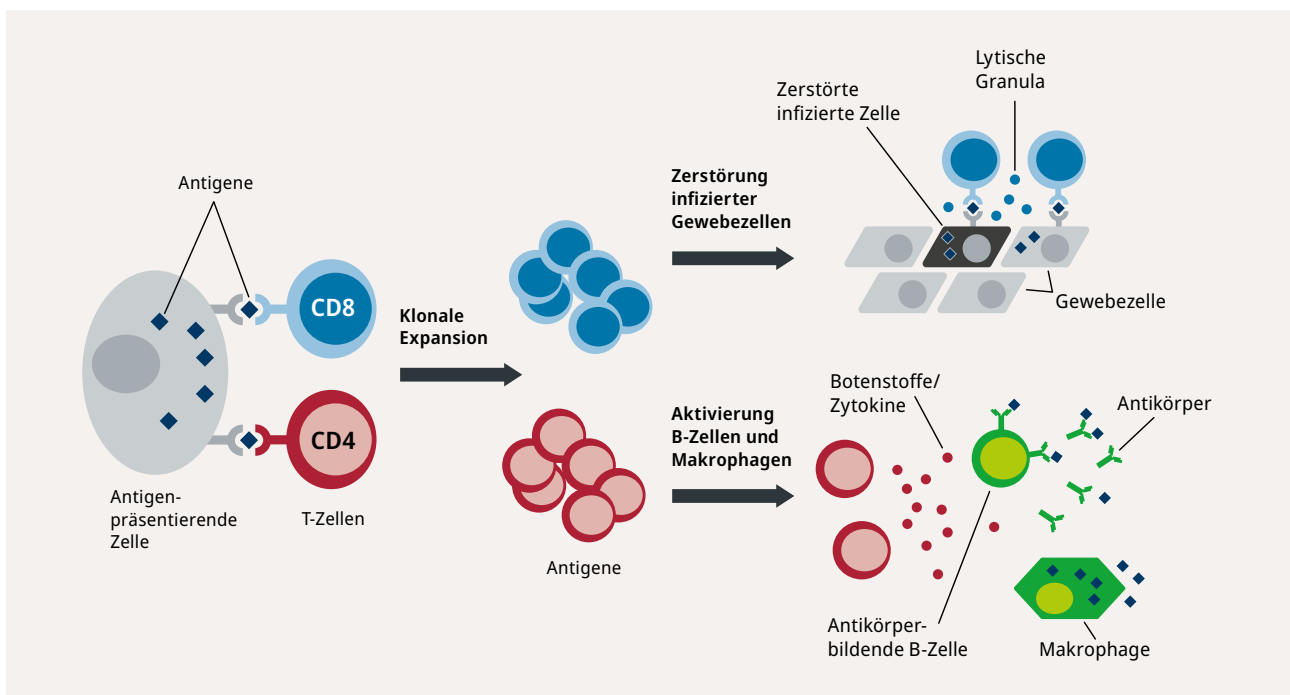 Antigene
Antigen-
präsentierende
Zelle
CD8
CD4
T-Zellen
Klonale
Expansion
Antigene
Zerstörung
infizierter
Gewebezellen
Zerstörte
infizierte Zelle
Lytische
Granula
Gewebezelle
Aktivierung
B-Zellen und
Makrophagen
Botenstoffe/
Zytokine
Antikörper
Antikörper-
bildende B-Zelle
Makrophage